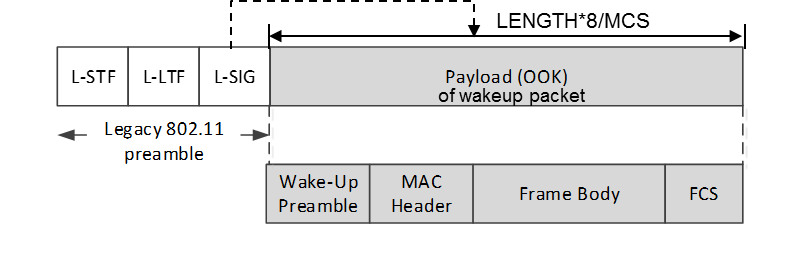 LENGTH*8/MCS
L-STF
L-LTF
L-SIG
Payload (OOK)
of wakeup packet
Legacy 802.11
preamble
Wake-Up
Preamble
MAC
Header
Frame Body
FCS